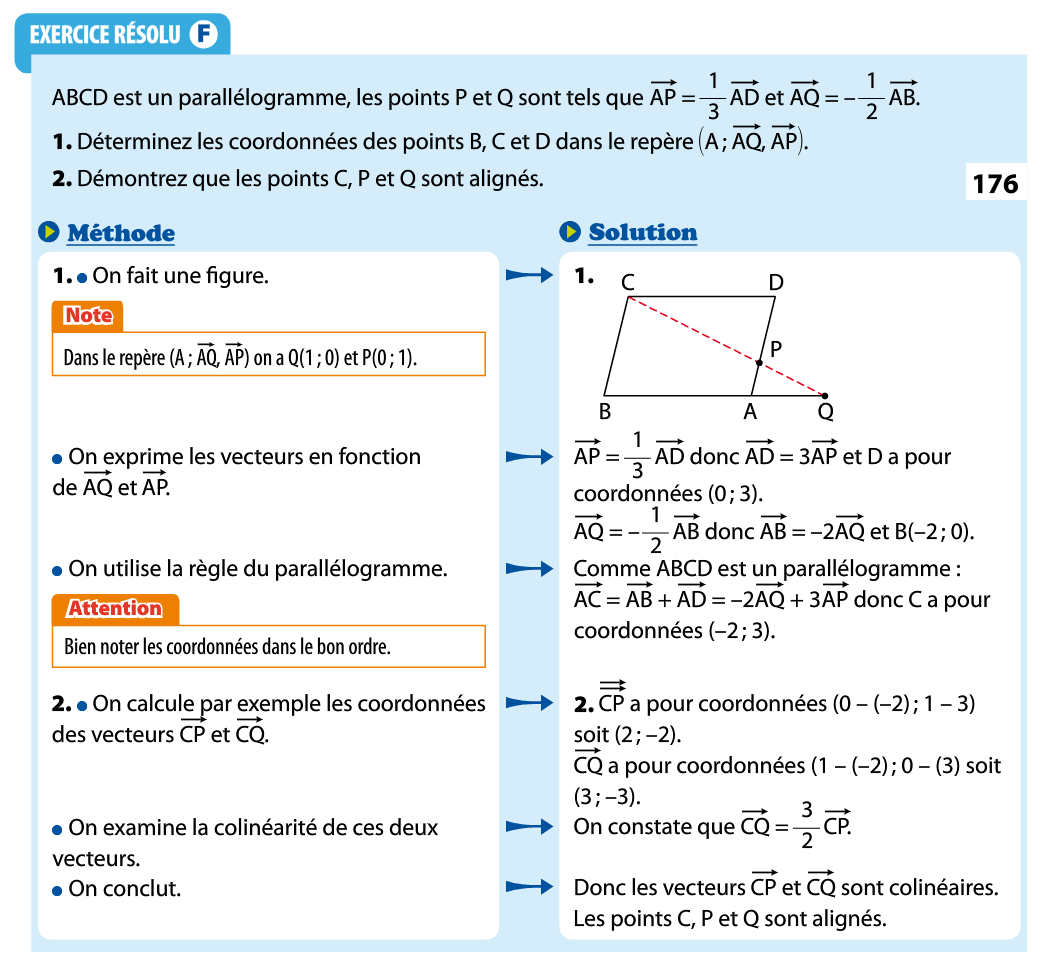 EXERCICE RÉSOLU F
ABCD est un parallélogramme, les points P et Q sont tels que $\overrightarrow{AP} = \frac{1}{3}\overrightarrow{AD}$ et $\overrightarrow{AQ} = -\frac{1}{2}\overrightarrow{AB}$.
1. Déterminez les coordonnées des points B, C et D dans le repère $(A ; \overrightarrow{AQ}, \overrightarrow{AP})$.
2. Démontrez que les points C, P et Q sont alignés.
176
Méthode
1. • On fait une figure.
Note
Dans le repère $(A ; \overrightarrow{AQ}, \overrightarrow{AP})$ on a Q(1 ; 0) et P(0 ; 1).
• On exprime les vecteurs en fonction
de $\overrightarrow{AQ}$ et $\overrightarrow{AP}$.
• On utilise la règle du parallélogramme.
Attention
Bien noter les coordonnées dans le bon ordre.
2. • On calcule par exemple les coordonnées
des vecteurs $\overrightarrow{CP}$ et $\overrightarrow{CQ}$.
• On examine la colinéarité de ces deux
vecteurs.
• On conclut.
Solution
1.
C D
P
B A Q
$\overrightarrow{AP} = \frac{1}{3}\overrightarrow{AD}$ donc $\overrightarrow{AD} = 3\overrightarrow{AP}$ et D a pour
coordonnées (0 ; 3).
$\overrightarrow{AQ} = -\frac{1}{2}\overrightarrow{AB}$ donc $\overrightarrow{AB} = -2\overrightarrow{AQ}$ et B(–2 ; 0).
Comme ABCD est un parallélogramme :
$\overrightarrow{AC} = \overrightarrow{AB} + \overrightarrow{AD} = -2\overrightarrow{AQ} + 3\overrightarrow{AP}$ donc C a pour
coordonnées (–2 ; 3).
2. $\overrightarrow{CP}$ a pour coordonnées (0 – (–2) ; 1 – 3)
soit (2 ; –2).
$\overrightarrow{CQ}$ a pour coordonnées (1 – (–2) ; 0 – (3) soit
(3 ; –3).
On constate que $\overrightarrow{CQ} = \frac{3}{2}\overrightarrow{CP}$.
Donc les vecteurs $\overrightarrow{CP}$ et $\overrightarrow{CQ}$ sont colinéaires.
Les points C, P et Q sont alignés.